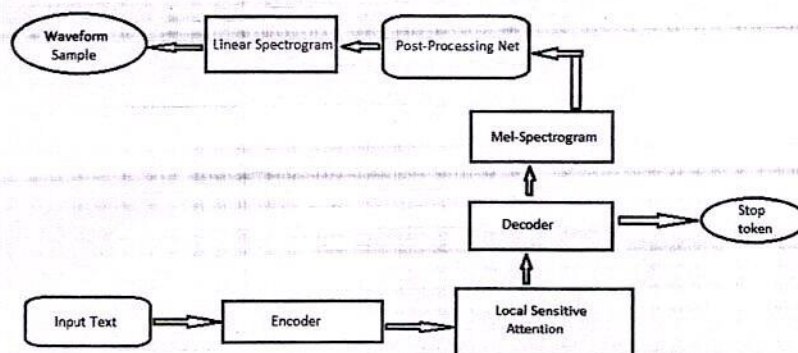 Waveform
Sample
Linear Spectrogram
Post-Processing Net
Mel-Spectrogram
Decoder
Stop
token
Input Text
Encoder
Local Sensitive
Attention